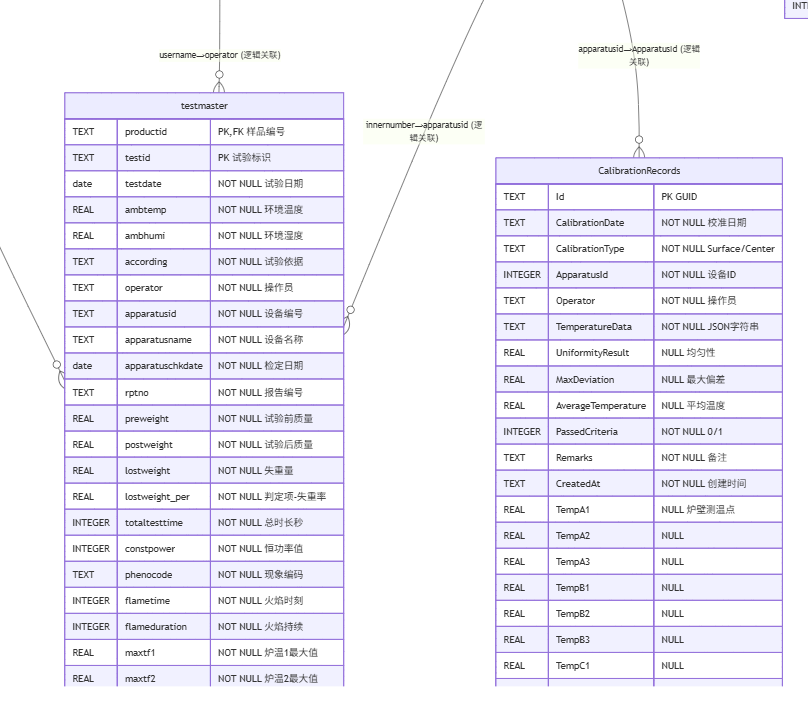 INTE
username—operator (逻辑关联)
apparatusid—ApparatusId (逻辑
关联)
innernumber—apparatusid (逻
辑关联)
testmaster
TEXT productid PK,FK 样品编号
TEXT testid PK 试验标识
date testdate NOT NULL 试验日期
REAL ambtemp NOT NULL 环境温度
REAL ambhumi NOT NULL 环境湿度
TEXT according NOT NULL 试验依据
TEXT operator NOT NULL 操作员
TEXT apparatusid NOT NULL 设备编号
TEXT apparatusname NOT NULL 设备名称
date apparatuschkdate NOT NULL 检定日期
TEXT rptno NOT NULL 报告编号
REAL preweight NOT NULL 试验前质量
REAL postweight NOT NULL 试验后质量
REAL lostweight NOT NULL 失重量
REAL lostweight_per NOT NULL 判定项-失重率
INTEGER totaltesttime NOT NULL 总时长秒
INTEGER constpower NOT NULL 恒功率值
TEXT phenocode NOT NULL 现象编码
INTEGER flametime NOT NULL 火焰时刻
INTEGER flameduration NOT NULL 火焰持续
REAL maxtf1 NOT NULL 炉温1最大值
REAL maxtf2 NOT NULL 炉温2最大值
CalibrationRecords
TEXT Id PK GUID
TEXT CalibrationDate NOT NULL 校准日期
TEXT CalibrationType NOT NULL Surface/Center
INTEGER ApparatusId NOT NULL 设备ID
TEXT Operator NOT NULL 操作员
TEXT TemperatureData NOT NULL JSON字符串
REAL UniformityResult NULL 均匀性
REAL MaxDeviation NULL 最大偏差
REAL AverageTemperature NULL 平均温度
INTEGER PassedCriteria NOT NULL 0/1
TEXT Remarks NOT NULL 备注
TEXT CreatedAt NOT NULL 创建时间
REAL TempA1 NULL 炉壁测温点
REAL TempA2 NULL
REAL TempA3 NULL
REAL TempB1 NULL
REAL TempB2 NULL
REAL TempB3 NULL
REAL TempC1 NULL